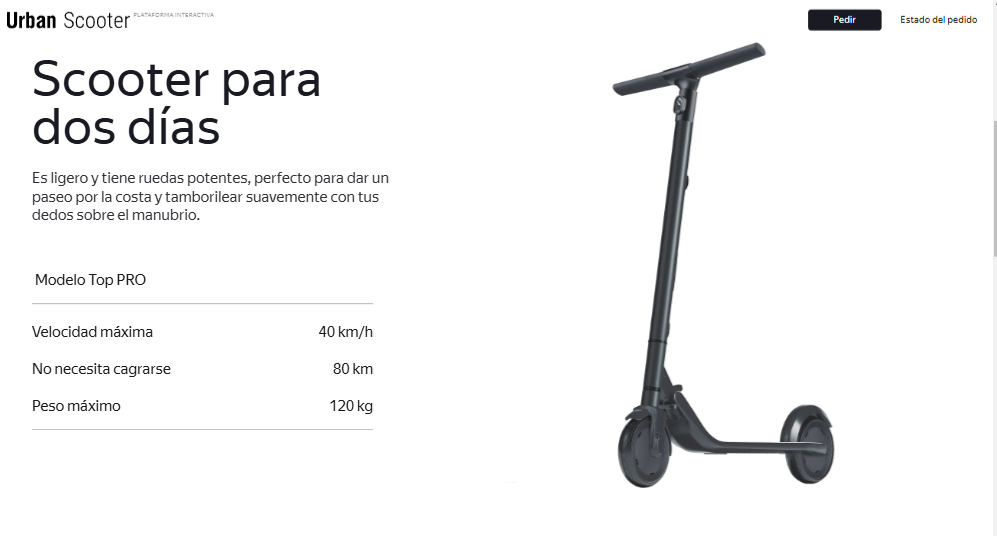 Urban Scooter PLATAFORMA INTERACTIVA
Pedir
Estado del pedido
Scooter para
dos días
Es ligero y tiene ruedas potentes, perfecto para dar un
paseo por la costa y tamborilear suavemente con tus
dedos sobre el manubrio.
Modelo Top PRO
Velocidad máxima 40 km/h
No necesita cagrarse 80 km
Peso máximo 120 kg